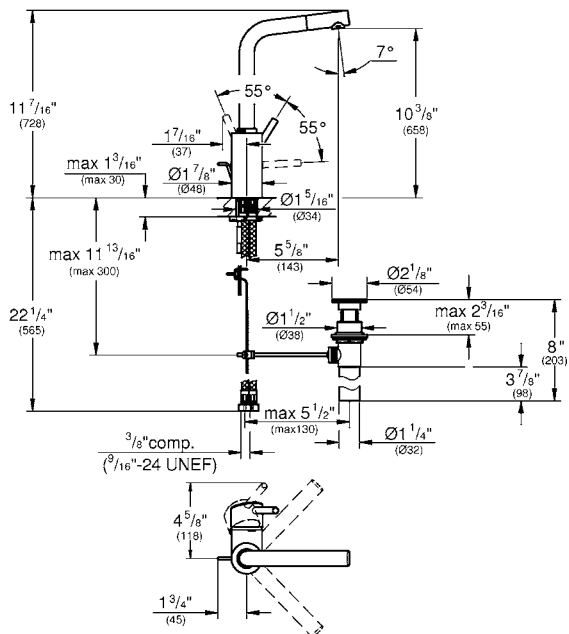 7°
11 7/16"
(728)
55°
10 3/8"
(658)
1 7/16"
(37)
55°
max 1 3/16"
(max 30)
Ø1 7/8"
(Ø48)
Ø1 5/16"
(Ø34)
max 11 13/16"
(max 300)
5 5/8"
(143)
Ø2 1/8"
(Ø54)
22 1/4"
(565)
Ø1 1/2"
(Ø38)
max 2 3/16"
(max 55)
8"
(203)
3 7/8"
(98)
max 5 1/2"
(max130)
3/8"comp.
(9/16"-24 UNEF)
Ø1 1/4"
(Ø32)
4 5/8"
(118)
1 3/4"
(45)